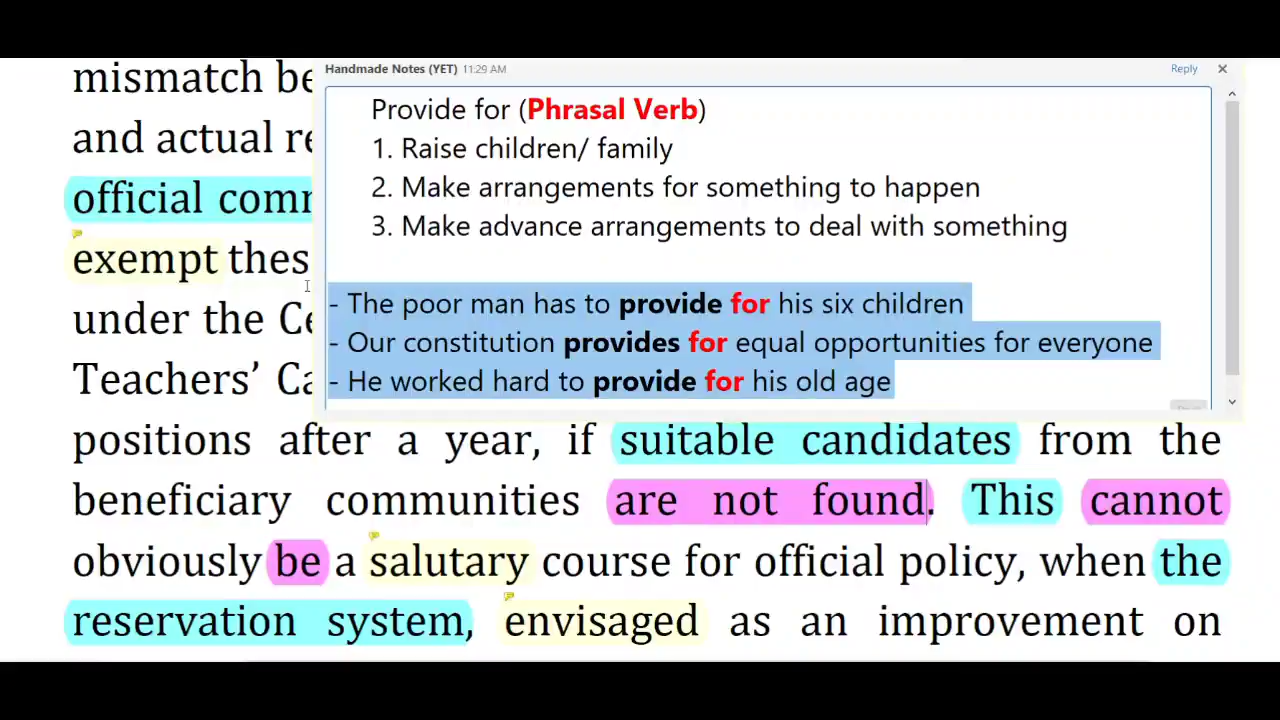 mismatch be
Handmade Notes (YET) 11:29 AM
Reply
Provide for (Phrasal Verb)
and actual re
1. Raise children/ family
2. Make arrangements for something to happen
official comm
3. Make advance arrangements to deal with something
exempt thes
- The poor man has to provide for his six children
under the Ce
- Our constitution provides for equal opportunities for everyone
Teachers' Ca
- He worked hard to provide for his old age
positions after a year, if suitable candidates from the
beneficiary communities are not found. This cannot
obviously be a salutary course for official policy, when the
reservation system, envisaged as an improvement on